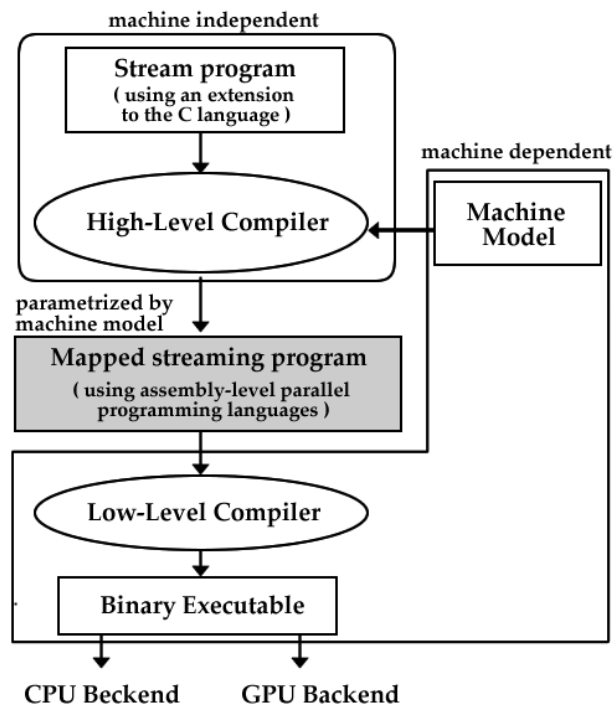 machine independent
Stream program
( using an extension
to the C language )
machine dependent
High-Level Compiler
Machine
Model
parametrized by
machine model
Mapped streaming program
( using assembly-level parallel
programming languages )
Low-Level Compiler
Binary Executable
CPU Beckend
GPU Backend